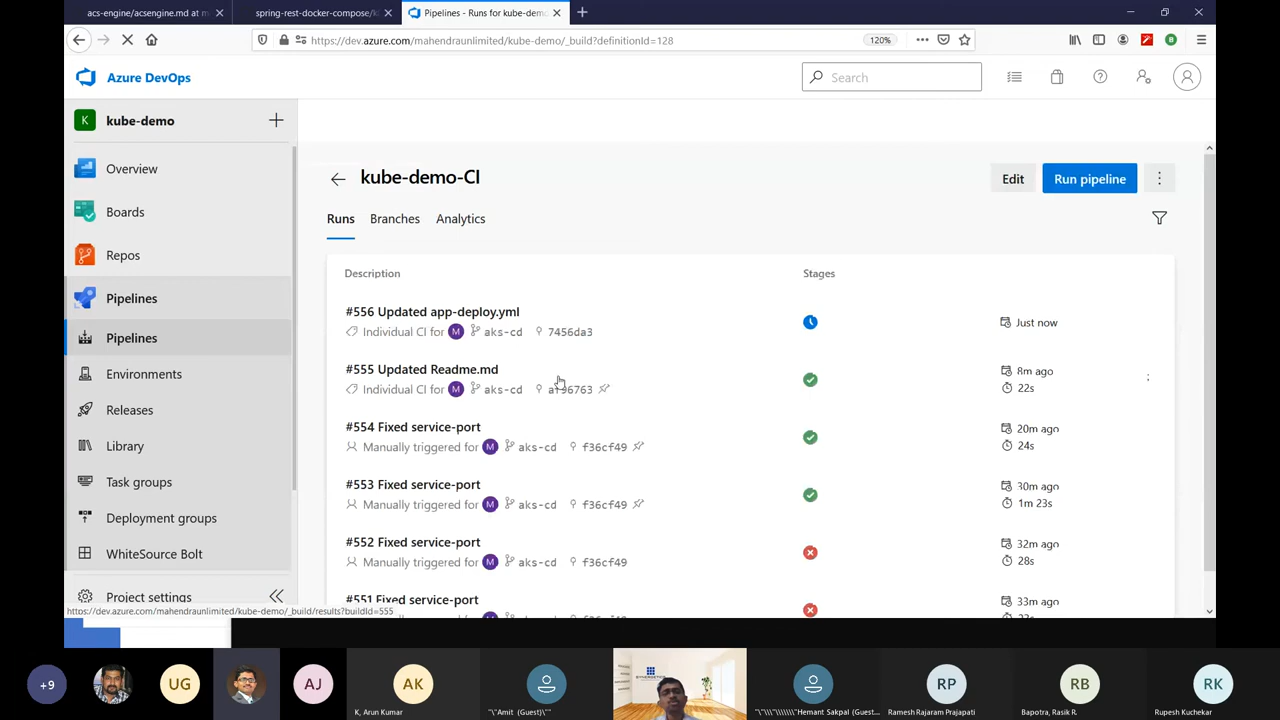 acs-engine/acsengine.md at m
spring-rest-docker-compose/k
Pipelines - Runs for kube-demo
https://dev.azure.com/mahendraunlimited/kube-demo/_build?definitionId=128
120%
Azure DevOps
Search
K
kube-demo
Overview
Boards
Repos
Pipelines
Pipelines
Environments
Releases
Library
Task groups
Deployment groups
WhiteSource Bolt
Project settings
kube-demo-CI
Edit
Run pipeline
Runs
Branches
Analytics
Description
Stages
#556 Updated app-deploy.yml
Individual CI for M aks-cd 7456da3
Just now
#555 Updated Readme.md
Individual CI for M aks-cd af96763
8m ago
22s
#554 Fixed service-port
Manually triggered for M aks-cd f36cf49
20m ago
24s
#553 Fixed service-port
Manually triggered for M aks-cd f36cf49
30m ago
1m 23s
#552 Fixed service-port
Manually triggered for M aks-cd f36cf49
32m ago
28s
#551 Fixed service-port
33m ago
https://dev.azure.com/mahendraunlimited/kube-demo/_build/results?buildId=555
+9
UG
AJ
AK
K, Arun Kumar
"\"Amit (Guest)\""
SYNERGETICS
"\"\\\"\\\\\\\"Hemant Sakpal (Guest...
RP
Ramesh Rajaram Prajapati
RB
Bapotra, Rasik R.
RK
Rupesh Kuchekar